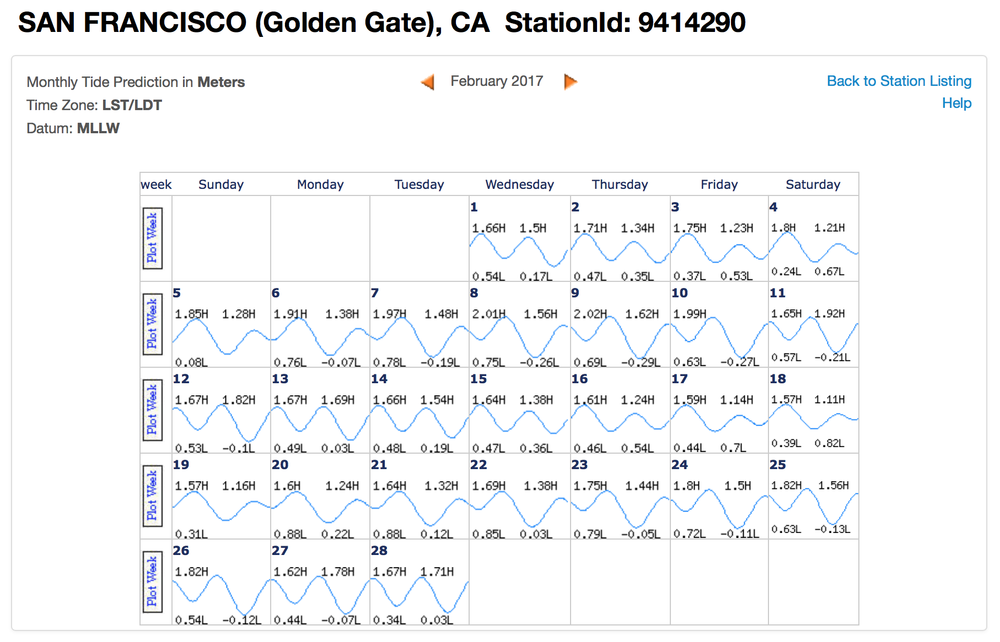 SAN FRANCISCO (Golden Gate), CA StationId: 9414290
Monthly Tide Prediction in Meters
February 2017
Back to Station Listing
Time Zone: LST/LDT
Help
Datum: MLLW
week Sunday Monday Tuesday Wednesday Thursday Friday Saturday
Plot Week
1 2 3 4
1.66H 1.5H 1.71H 1.34H 1.75H 1.23H 1.8H 1.21H
0.54L 0.17L 0.47L 0.35L 0.37L 0.53L 0.24L 0.67L
Plot Week
5 6 7 8 9 10 11
1.85H 1.28H 1.91H 1.38H 1.97H 1.48H 2.01H 1.56H 2.02H 1.62H 1.99H 1.65H 1.92H
0.08L 0.76L -0.07L 0.78L -0.19L 0.75L -0.26L 0.69L -0.29L 0.63L -0.27L 0.57L -0.21L
Plot Week
12 13 14 15 16 17 18
1.67H 1.82H 1.67H 1.69H 1.66H 1.54H 1.64H 1.38H 1.61H 1.24H 1.59H 1.14H 1.57H 1.11H
0.53L -0.1L 0.49L 0.03L 0.48L 0.19L 0.47L 0.36L 0.46L 0.54L 0.44L 0.7L 0.39L 0.82L
Plot Week
19 20 21 22 23 24 25
1.57H 1.16H 1.6H 1.24H 1.64H 1.32H 1.69H 1.38H 1.75H 1.44H 1.8H 1.5H 1.82H 1.56H
0.31L 0.88L 0.22L 0.88L 0.12L 0.85L 0.03L 0.79L -0.05L 0.72L -0.11L 0.63L -0.13L
Plot Week
26 27 28
1.82H 1.62H 1.78H 1.67H 1.71H
0.54L -0.12L 0.44L -0.07L 0.34L 0.03L